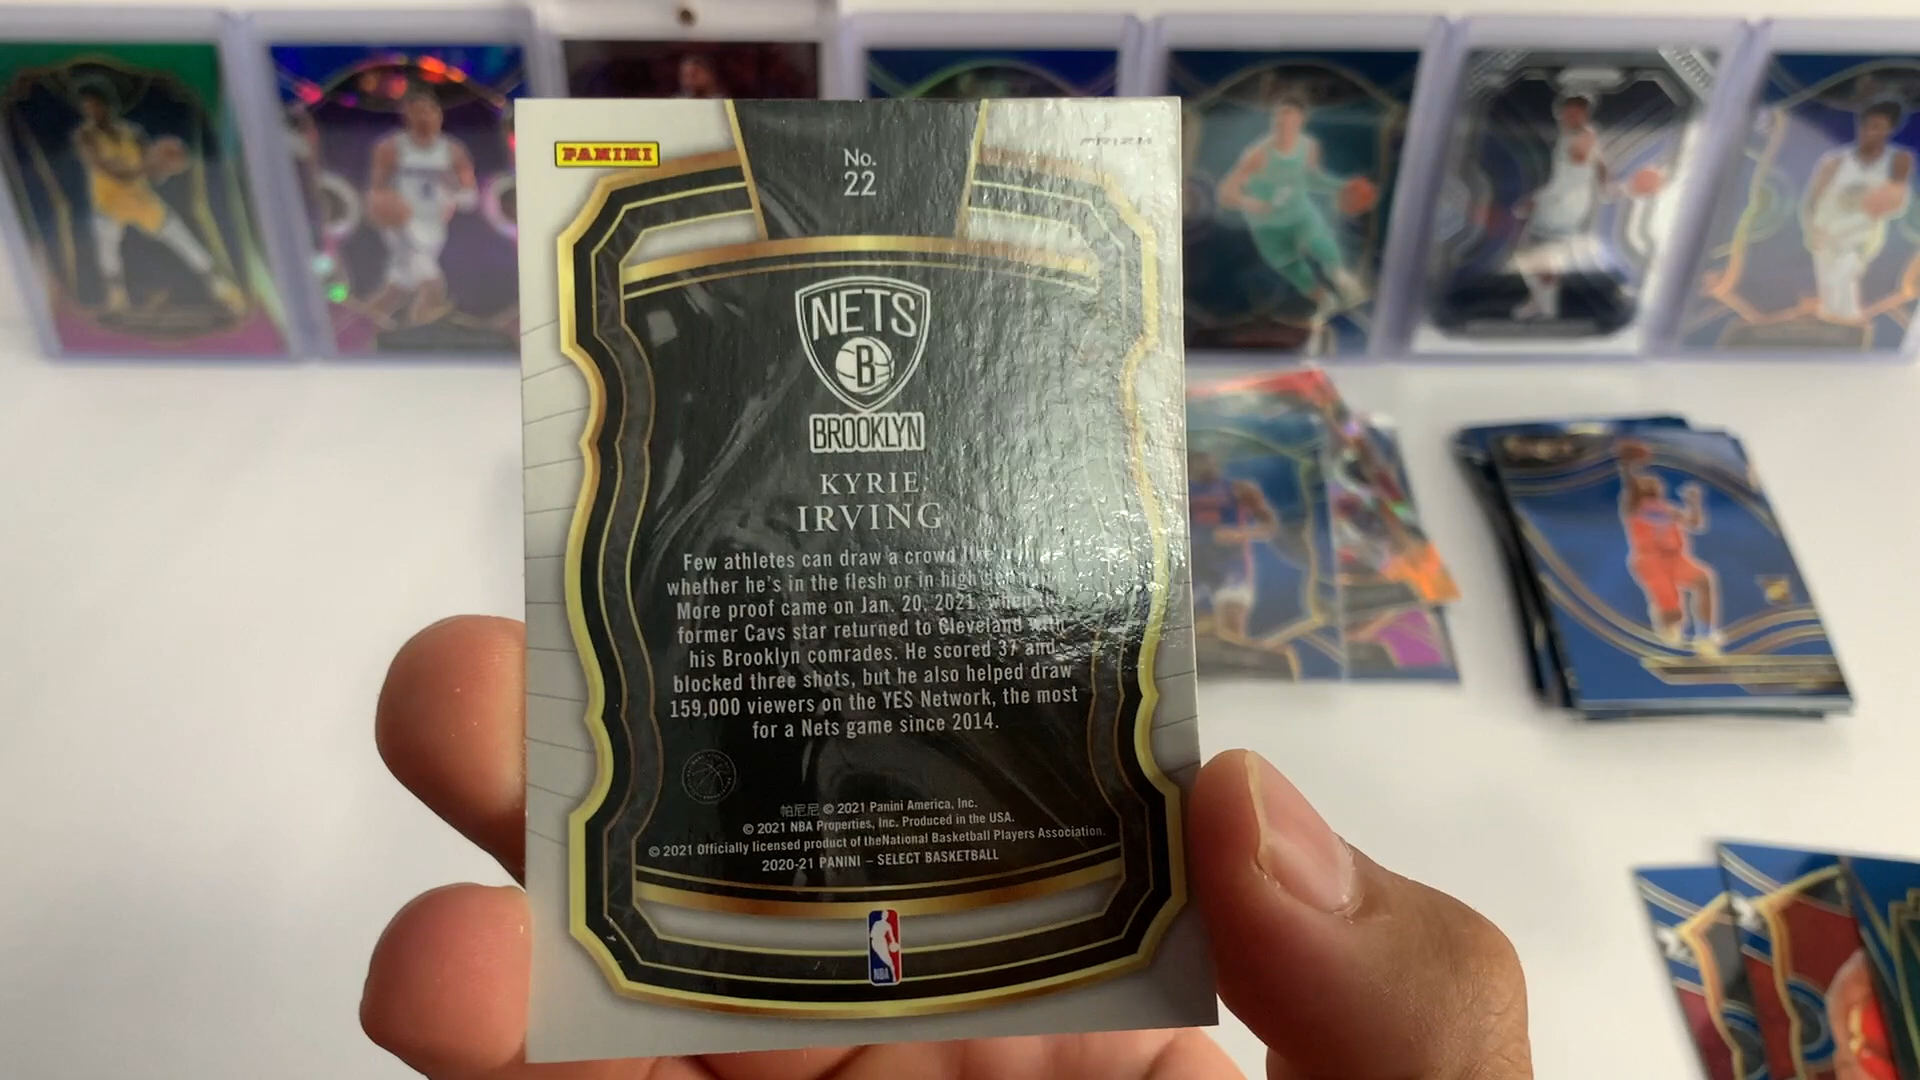 PANINI
No.
22
PRIZM
NETS
B
BROOKLYN
KYRIE
IRVING
Few athletes can draw a crowd like
whether he's in the flesh or in high
More proof came on Jan. 20, 2021, when the
former Cavs star returned to Cleveland with
his Brooklyn comrades. He scored 37 and
blocked three shots, but he also helped draw
159,000 viewers on the YES Network, the most
for a Nets game since 2014.
帕尼尼 © 2021 Panini America, Inc.
© 2021 NBA Properties, Inc. Produced in the USA.
© 2021 Officially licensed product of theNational Basketball Players Association.
2020-21 PANINI – SELECT BASKETBALL
NBA